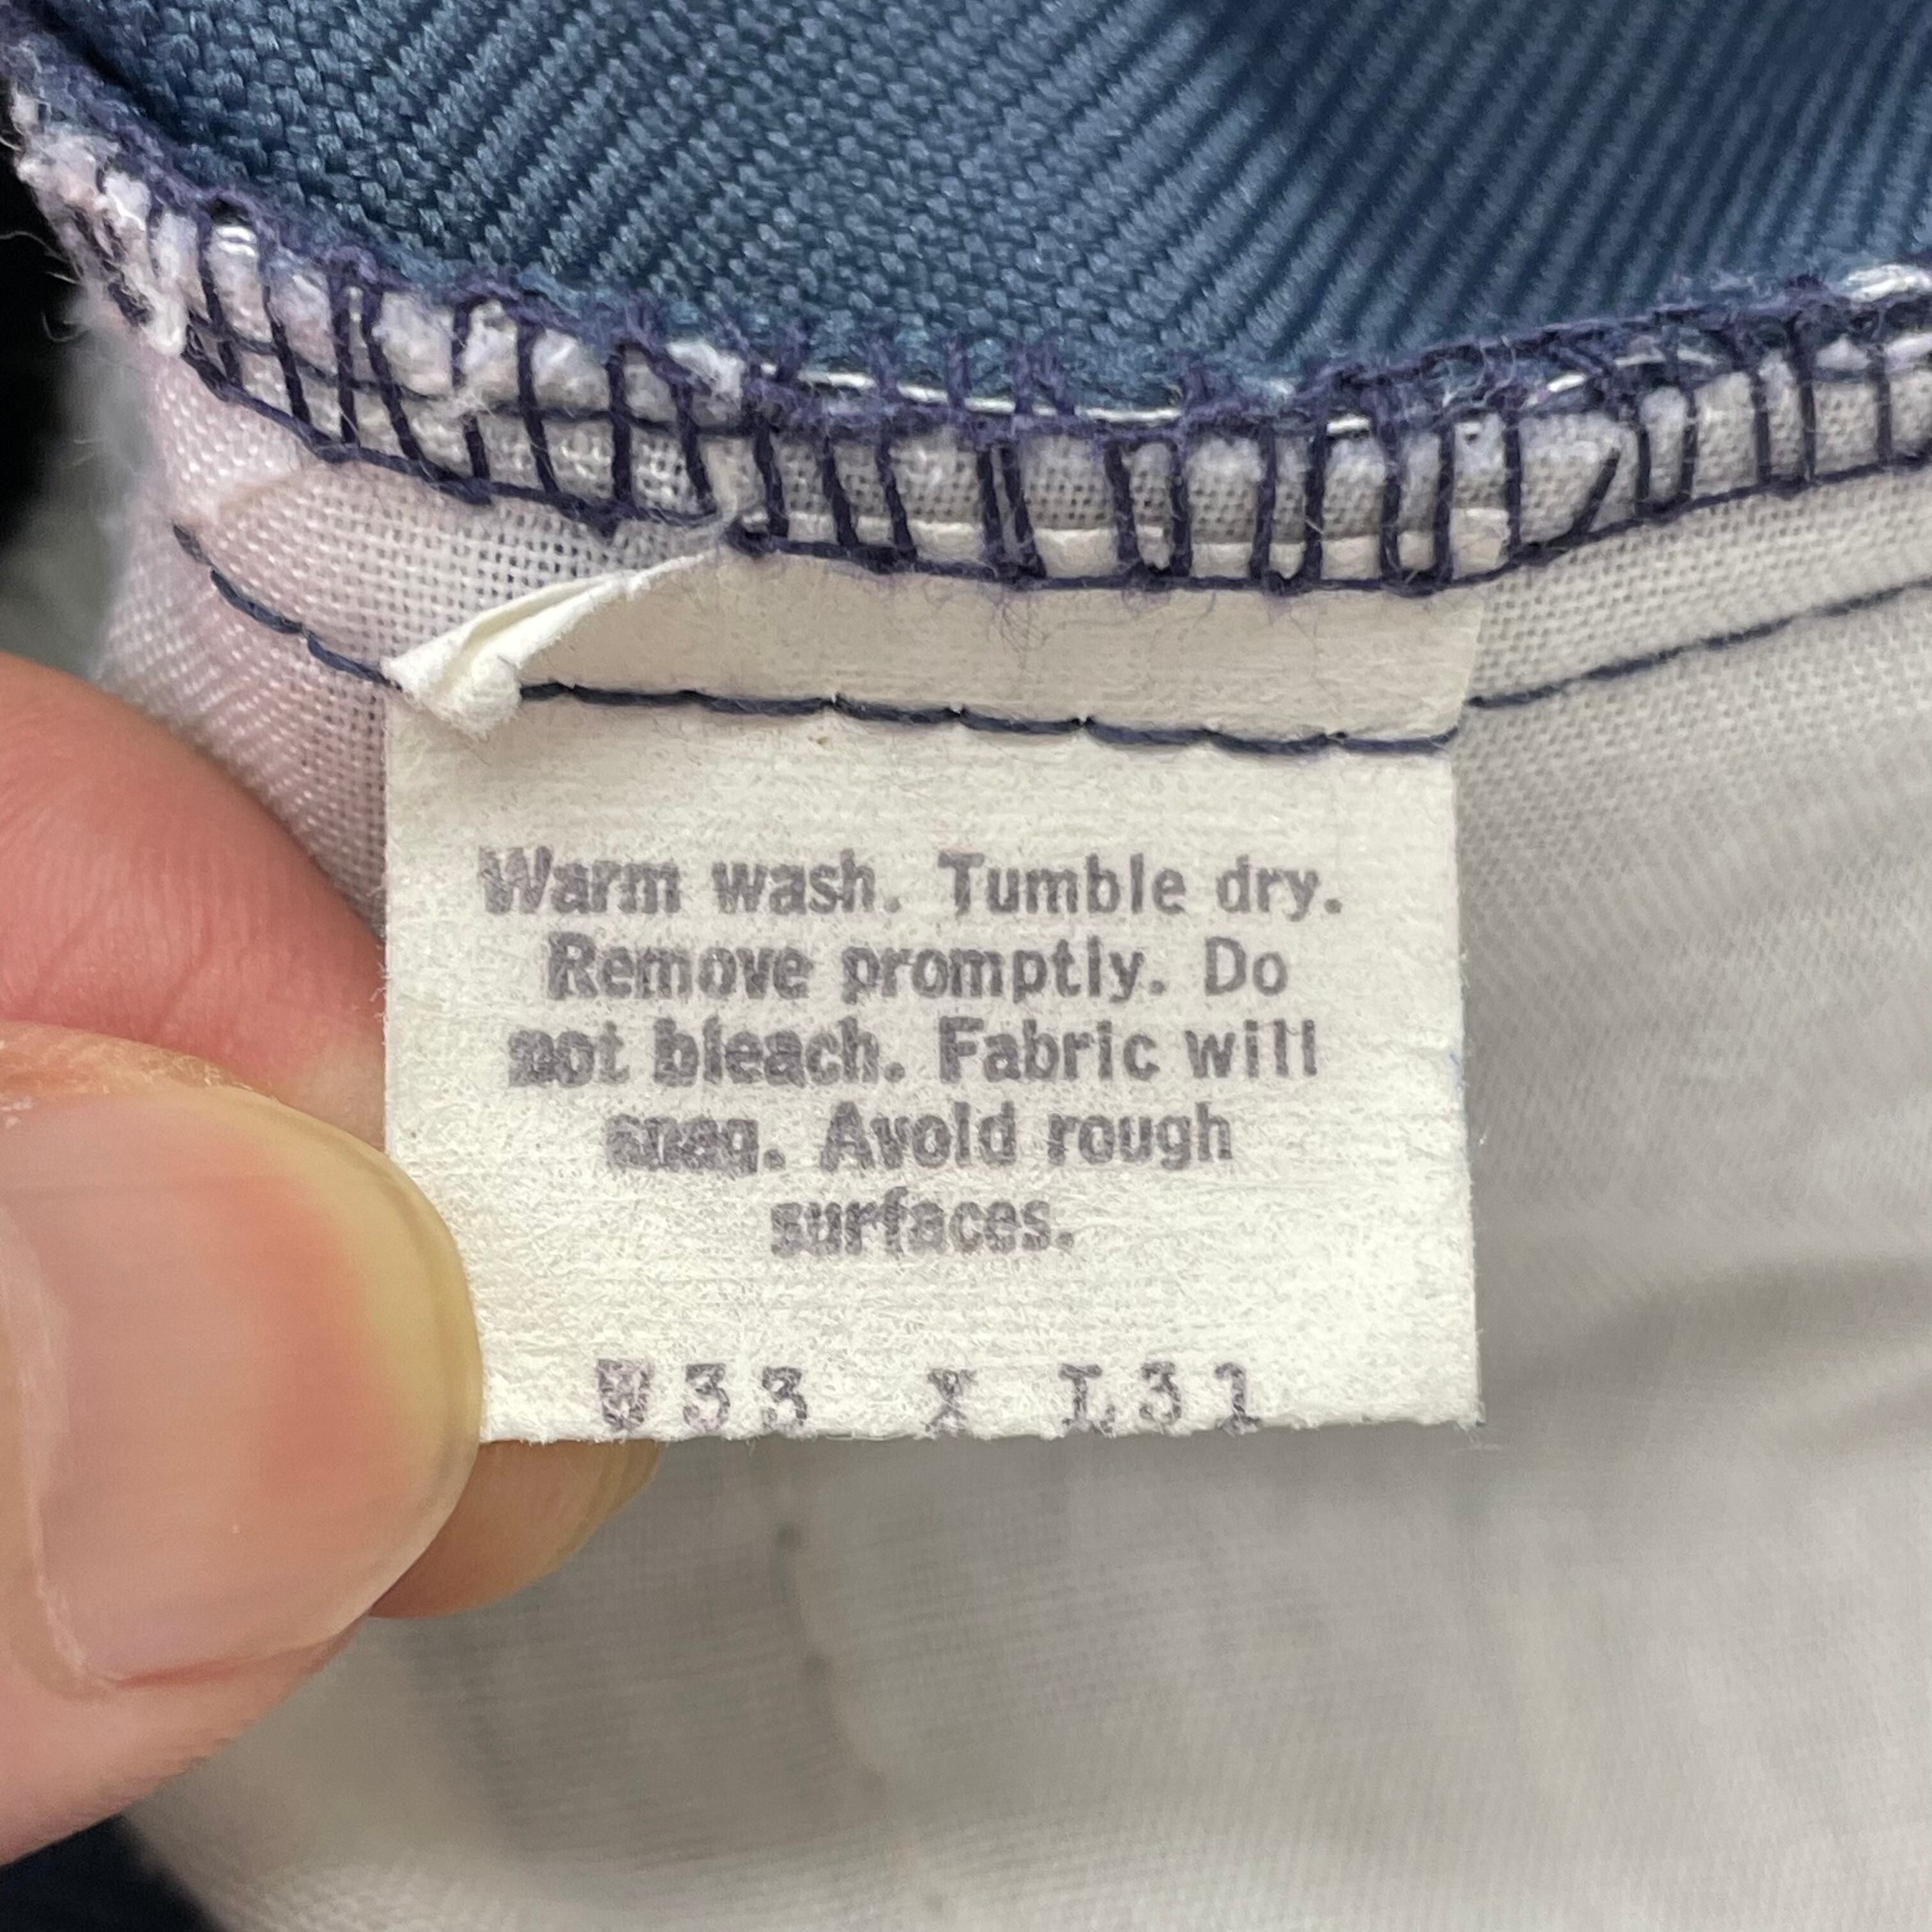 Warm wash. Tumble dry.
Remove promptly. Do
not bleach. Fabric will
snag. Avoid rough
surfaces.
W33 X L31